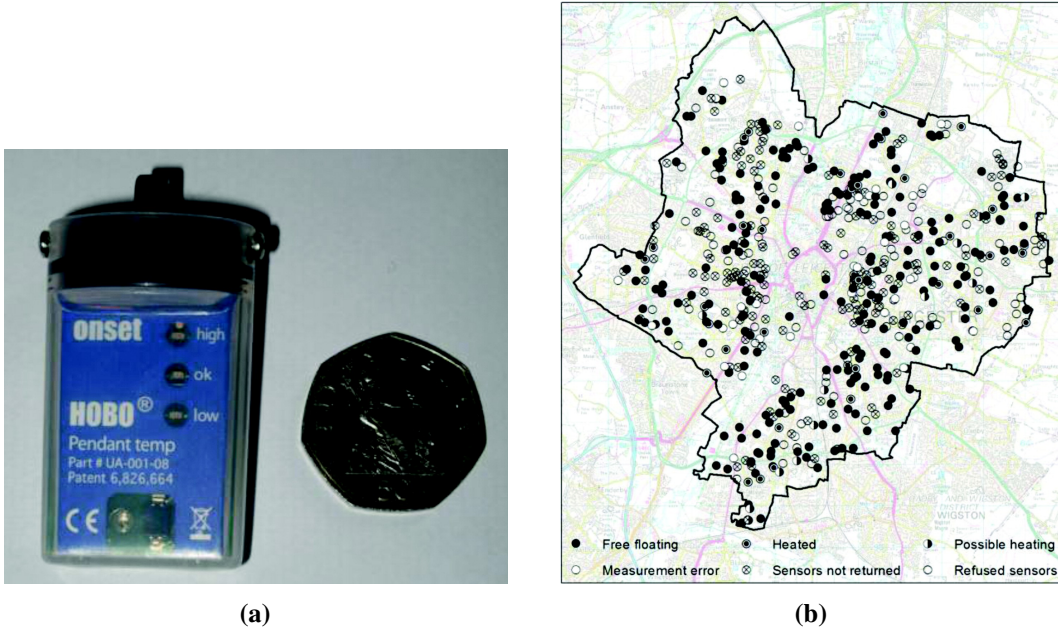 onset
high
ok
HOBO®
low
Pendant temp
Part # UA-001-08
Patent 6,826,664
CE
(a)
WIGSTON
WIGSTON
Free floating
Heated
Possible heating
Measurement error
Sensors not returned
Refused sensors
(b)